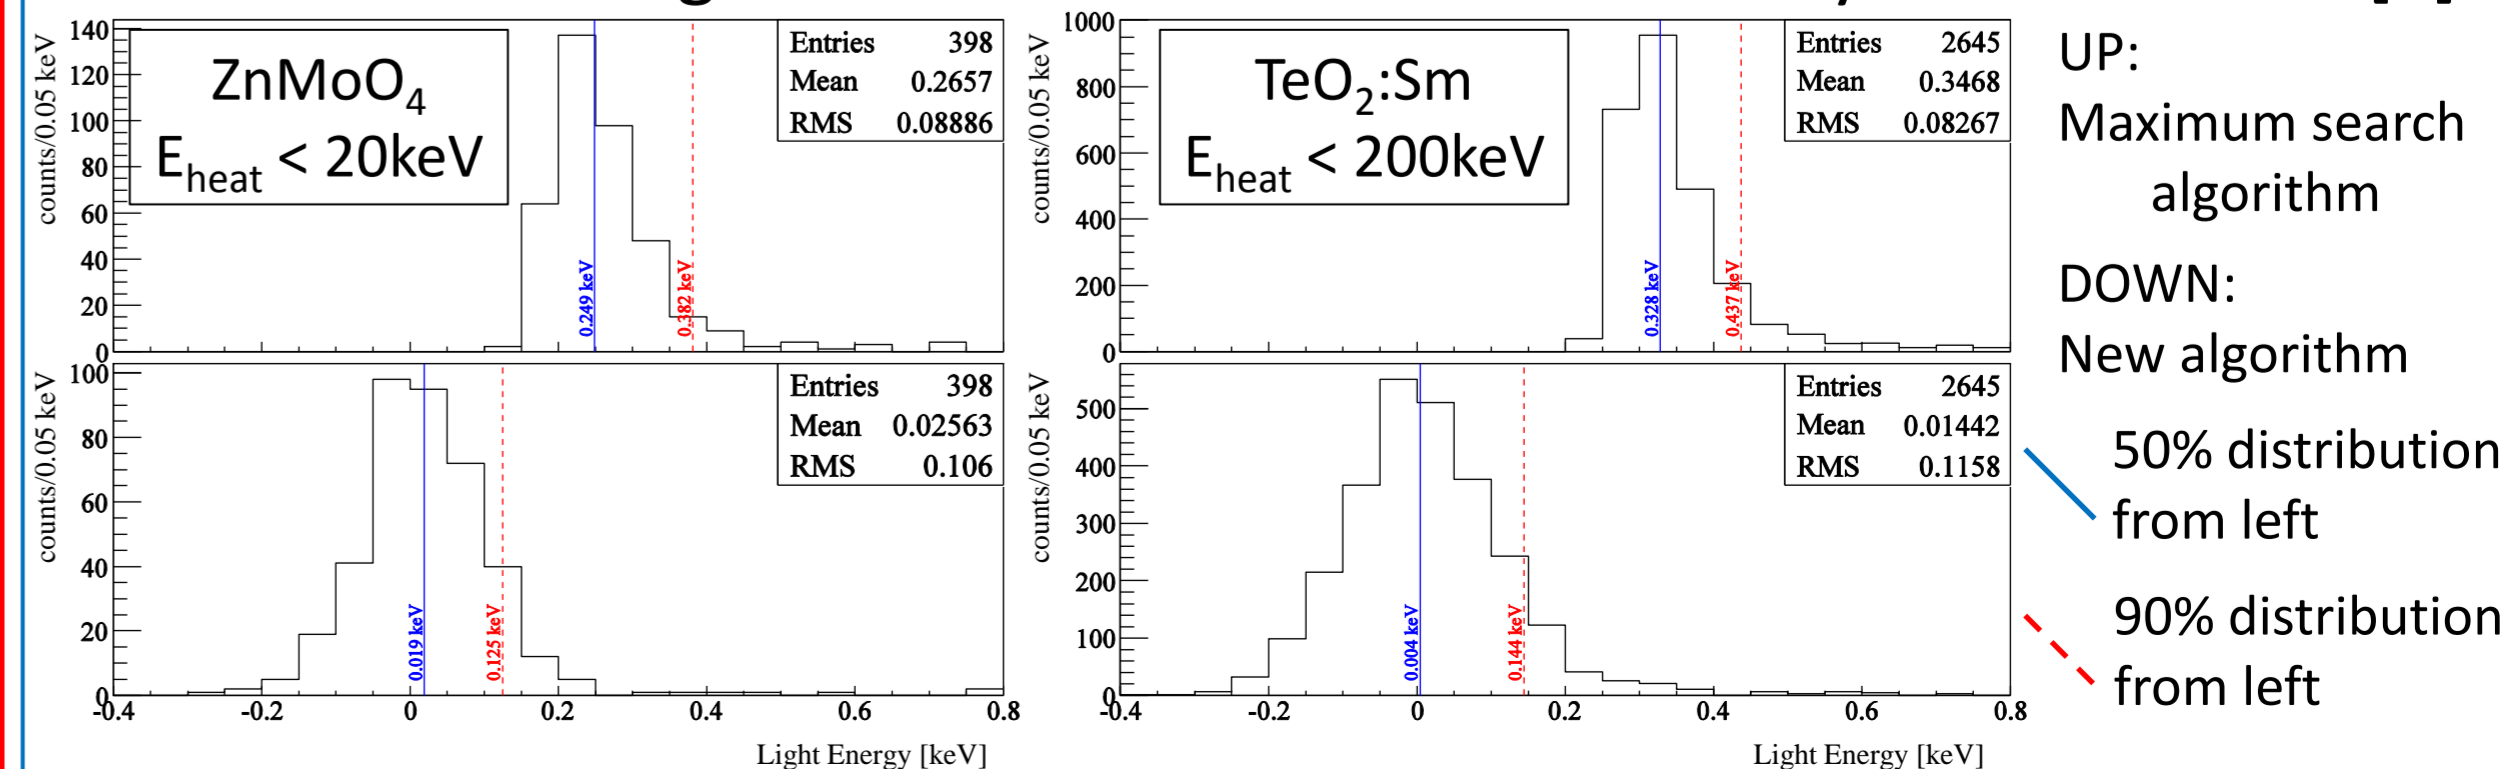 140
120
100
80
60
40
20
0
counts/0.05 keV
ZnMoO4
Eheat < 20keV
Entries 398
Mean 0.2657
RMS 0.08886
0.249 keV
0.382 keV
1000
800
600
400
200
0
counts/0.05 keV
TeO2:Sm
Eheat < 200keV
Entries 2645
Mean 0.3468
RMS 0.08267
0.328 keV
0.437 keV
100
80
60
40
20
0
counts/0.05 keV
Entries 398
Mean 0.02563
RMS 0.106
0.019 keV
0.125 keV
-0.4 -0.2 0 0.2 0.4 0.6 0.8
Light Energy [keV]
500
400
300
200
100
0
counts/0.05 keV
Entries 2645
Mean 0.01442
RMS 0.1158
0.004 keV
0.144 keV
-0.4 -0.2 0 0.2 0.4 0.6 0.8
Light Energy [keV]
UP:
Maximum search
algorithm
DOWN:
New algorithm
50% distribution
from left
90% distribution
from left